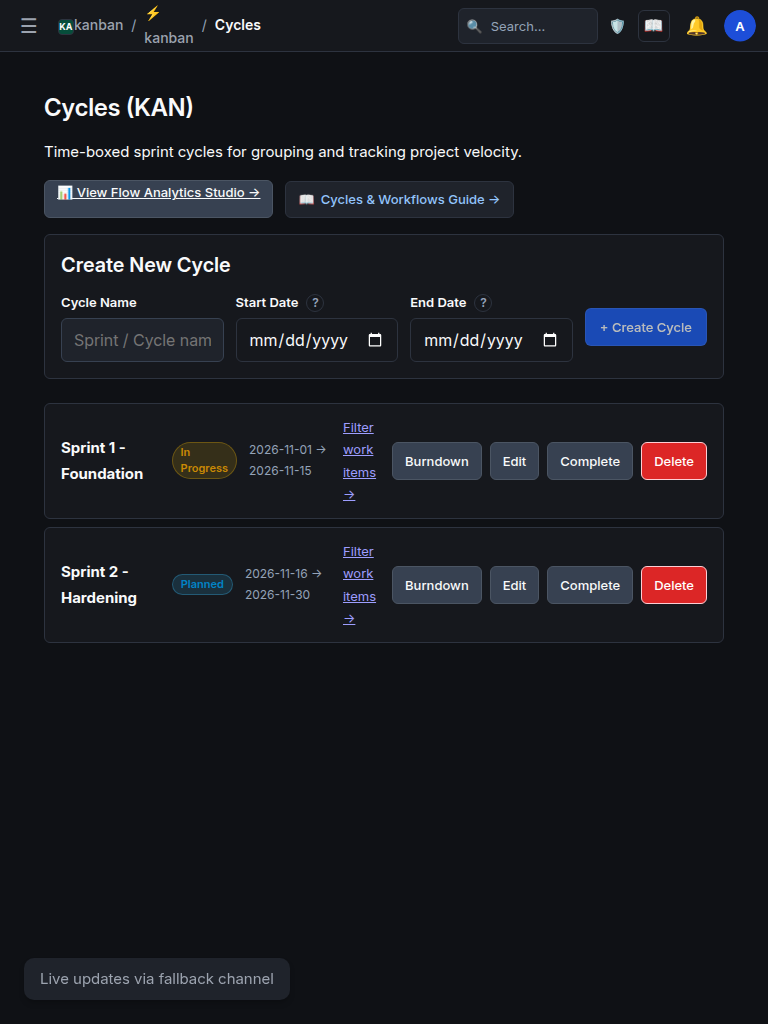 ☰ KA kanban / ⚡ kanban / Cycles 🔍 Search... 🛡️ 📖 🔔 A
Cycles (KAN)
Time-boxed sprint cycles for grouping and tracking project velocity.
📊 View Flow Analytics Studio → 📖 Cycles & Workflows Guide →
Create New Cycle
Cycle Name Start Date ? End Date ?
Sprint / Cycle nam mm/dd/yyyy mm/dd/yyyy + Create Cycle
Sprint 1 -
Foundation
In
Progress
2026-11-01 →
2026-11-15
Filter
work
items
→
Burndown Edit Complete Delete
Sprint 2 -
Hardening
Planned
2026-11-16 →
2026-11-30
Filter
work
items
→
Burndown Edit Complete Delete
Live updates via fallback channel